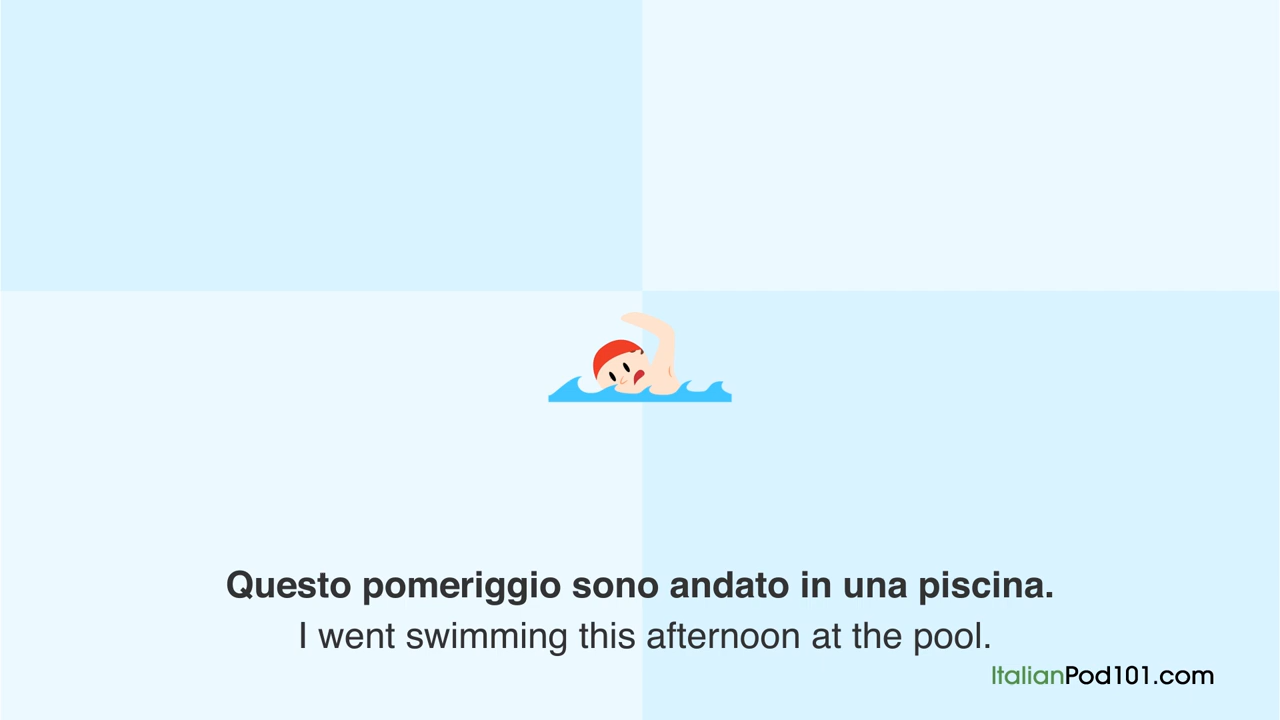 Questo pomeriggio sono andato in una piscina.
I went swimming this afternoon at the pool.
ItalianPod101.com